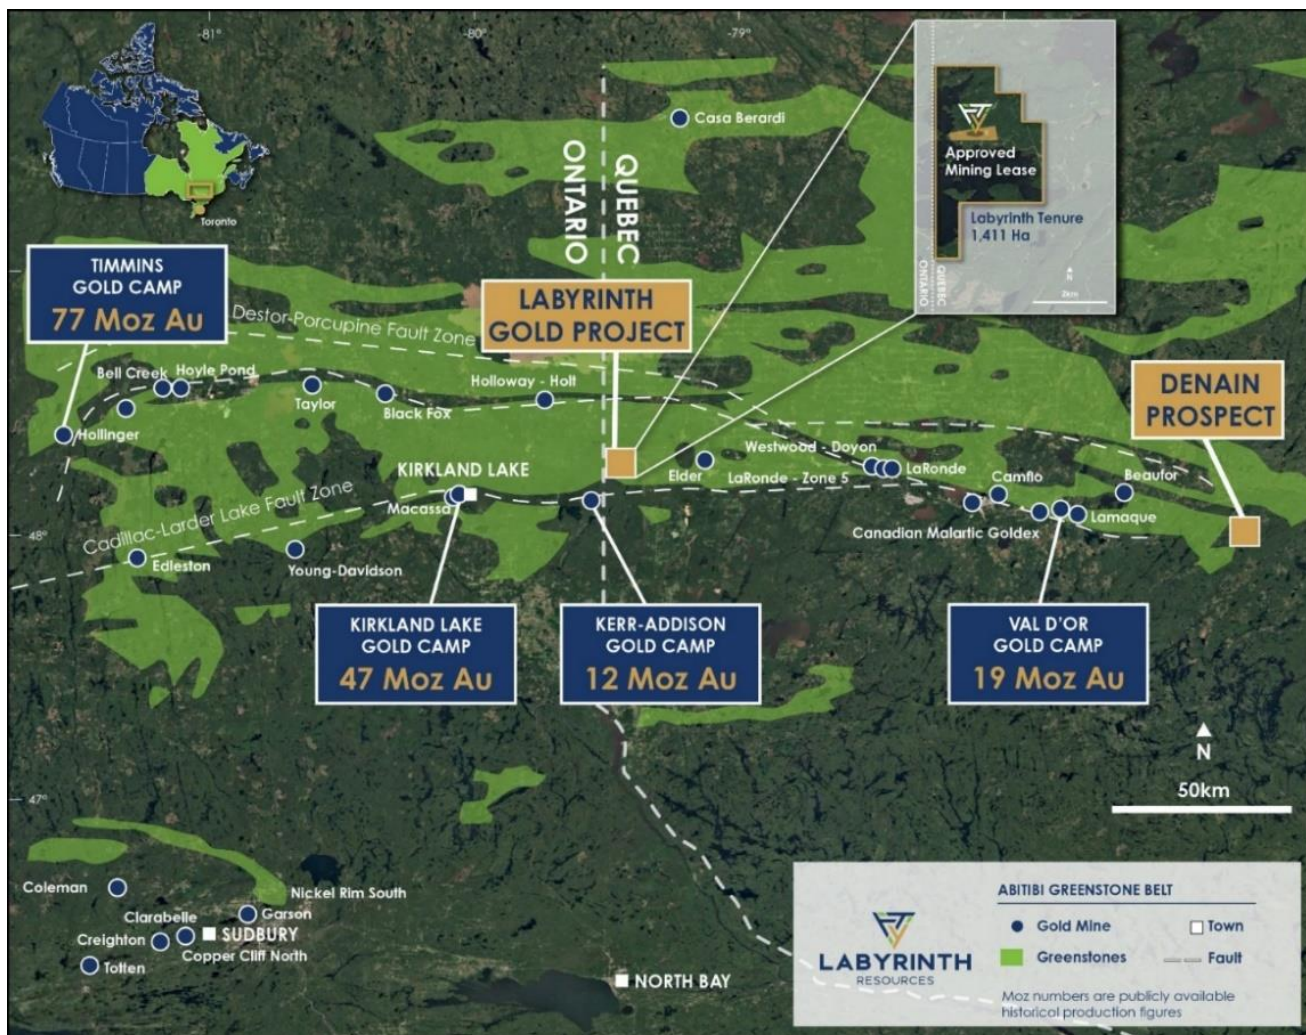 -81°
-80
-79
Toronto
Casa Berardi
ONTARIO
QUEBEC
Approved
Mining Lease
Labyrinth Tenure
1,411 Ha
ONTARIO
QUEBEC
N
2km
TIMMINS
GOLD CAMP
77 Moz Au
LABYRINTH
GOLD PROJECT
Destor-Porcupine Fault Zone
DENAIN
PROSPECT
Bell Creek
Hoyle Pond
Taylor
Black Fox
Holloway - Holt
Hollinger
KIRKLAND LAKE
Macassa
Elder
Westwood - Doyon
LaRonde
LaRonde - Zone 5
Camflo
Beaufor
Canadian Malartic
Goldex
Lamaque
Cadillac-Larder Lake Fault Zone
48°
Edleston
Young-Davidson
KIRKLAND LAKE
GOLD CAMP
47 Moz Au
KERR-ADDISON
GOLD CAMP
12 Moz Au
VAL D'OR
GOLD CAMP
19 Moz Au
N
50km
47°
Coleman
Nickel Rim South
Clarabelle
Garson
Creighton
SUDBURY
Copper Cliff North
Totten
NORTH BAY
LABYRINTH
RESOURCES
ABITIBI GREENSTONE BELT
Gold Mine
Town
Greenstones
Fault
Moz numbers are publicly available
historical production figures